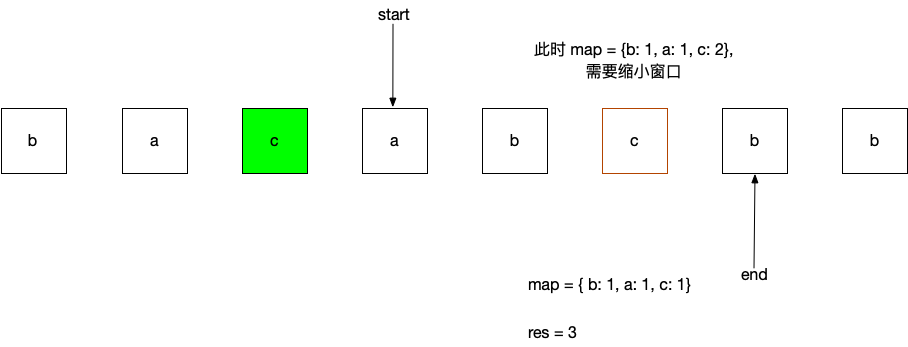 start
此时 map = {b: 1, a: 1, c: 2},
需要缩小窗口
b a c a b c b b
end
map = { b: 1, a: 1, c: 1}
res = 3